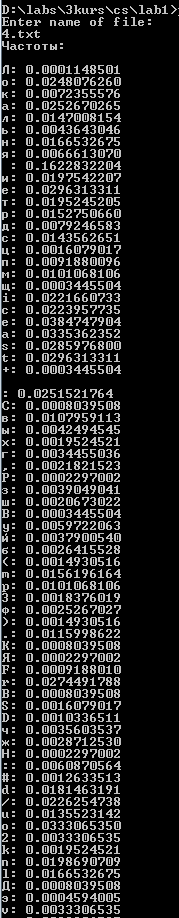 D:\labs\3kurs\cs\lab1>
Enter name of file:
4.txt
Частоты:
Л: 0.0001148501
о: 0.0248076260
к: 0.0072355576
а: 0.0252670265
л: 0.0147008154
ь: 0.0043643046
н: 0.0166532675
я: 0.0066613070
 : 0.1622832204
и: 0.0197542207
е: 0.0296313311
т: 0.0195245205
р: 0.0152750660
д: 0.0079246583
с: 0.0143562651
ц: 0.0016079017
п: 0.0091880096
м: 0.0101068106
щ: 0.0003445504
i: 0.0221660733
c: 0.0223957735
e: 0.0384747904
a: 0.0335362352
s: 0.0285976800
t: 0.0296313311
+: 0.0003445504
: 0.0251521764
С: 0.0008039508
в: 0.0107959113
ы: 0.0042494545
х: 0.0019524521
г: 0.0034455036
,: 0.0021821523
Р: 0.0002297002
з: 0.0039049041
ш: 0.0020673022
В: 0.0003445504
у: 0.0059722063
й: 0.0037900540
б: 0.0026415528
(: 0.0014930516
m: 0.0156196164
p: 0.0101068106
3: 0.0018376019
ф: 0.0025267027
): 0.0014930516
.: 0.0115998622
К: 0.0008039508
Я: 0.0002297002
F: 0.0009188010
r: 0.0274491788
B: 0.0008039508
S: 0.0016079017
D: 0.0010336511
ч: 0.0035603537
ж: 0.0028712530
Н: 0.0002297002
:: 0.0060870564
#: 0.0012633513
d: 0.0181463191
/: 0.0226254738
u: 0.0135523142
o: 0.0333065350
2: 0.0033306535
k: 0.0019524521
n: 0.0198690709
l: 0.0166532675
Д: 0.0008039508
э: 0.0004594005
v: 0.0033306535